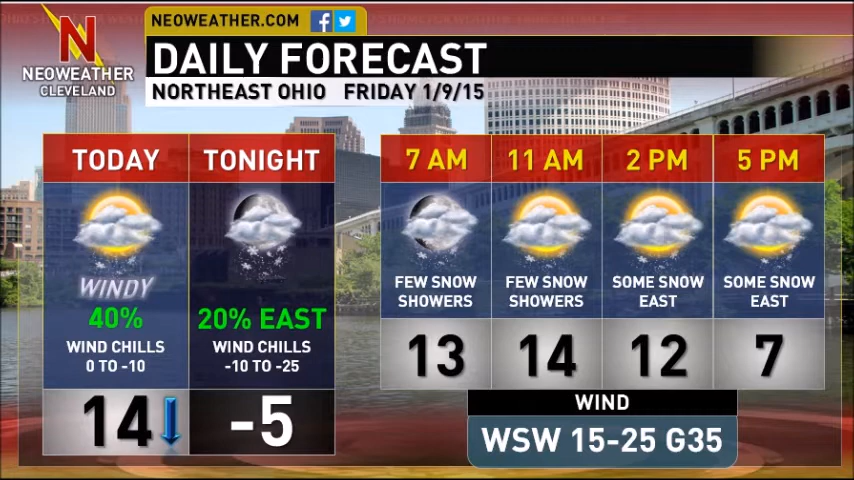 NEOWEATHER.COM
N
NEOWEATHER
CLEVELAND
DAILY FORECAST
NORTHEAST OHIO FRIDAY 1/9/15
TODAY
WINDY
40%
WIND CHILLS
0 TO -10
14
TONIGHT
20% EAST
WIND CHILLS
-10 TO -25
-5
7 AM
FEW SNOW
SHOWERS
13
11 AM
FEW SNOW
SHOWERS
14
2 PM
SOME SNOW
EAST
12
5 PM
SOME SNOW
EAST
7
WIND
WSW 15-25 G35